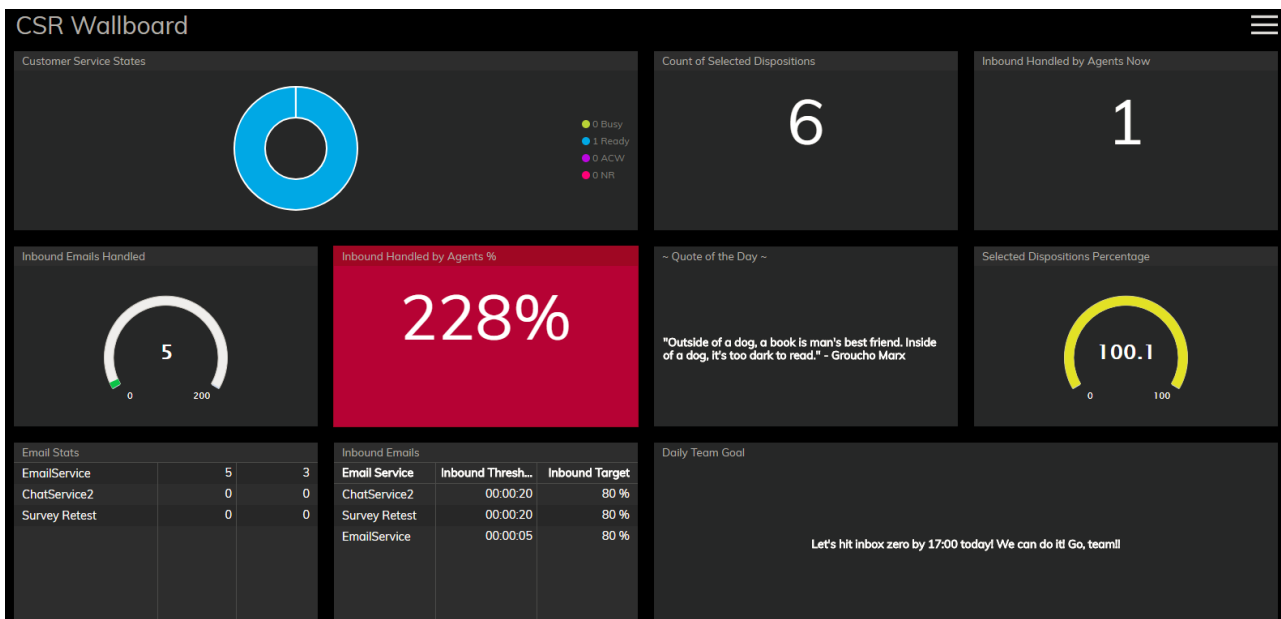 CSR Wallboard
Customer Service States
0 Busy
1 Ready
0 ACW
0 NR
Count of Selected Dispositions
6
Inbound Handled by Agents Now
1
Inbound Emails Handled
5
0 200
Inbound Handled by Agents %
228%
~ Quote of the Day ~
"Outside of a dog, a book is man's best friend. Inside
of a dog, it's too dark to read." - Groucho Marx
Selected Dispositions Percentage
100.1
0 100
Email Stats
EmailService 5 3
ChatService2 0 0
Survey Retest 0 0
Inbound Emails
Email Service Inbound Thresh... Inbound Target
ChatService2 00:00:20 80 %
Survey Retest 00:00:20 80 %
EmailService 00:00:05 80 %
Daily Team Goal
Let's hit inbox zero by 17:00 today! We can do it! Go, team!!